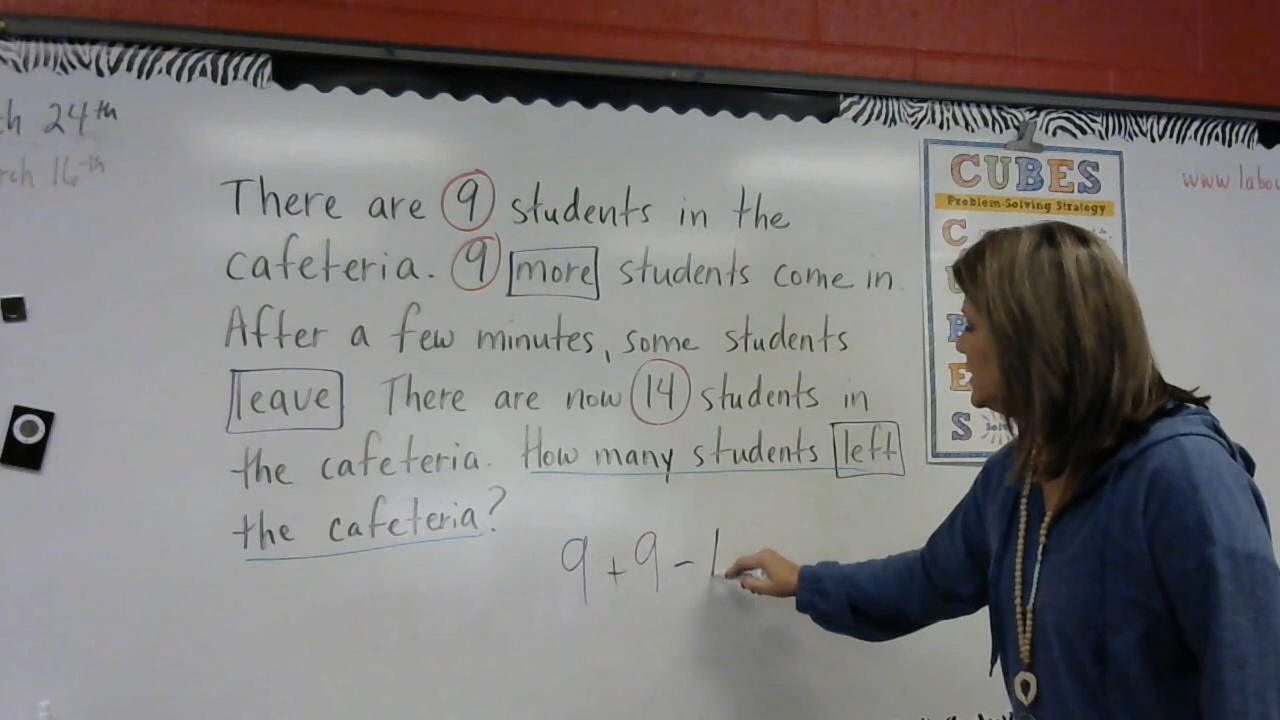 24th
16th
There are 9 students in the
cafeteria. 9 more students come in
After a few minutes, some students
leave There are now 14 students in
the cafeteria. How many students left
the cafeteria?
9 + 9 - 1
CUBES
Problem-Solving Strategy
C
B
E
S
www